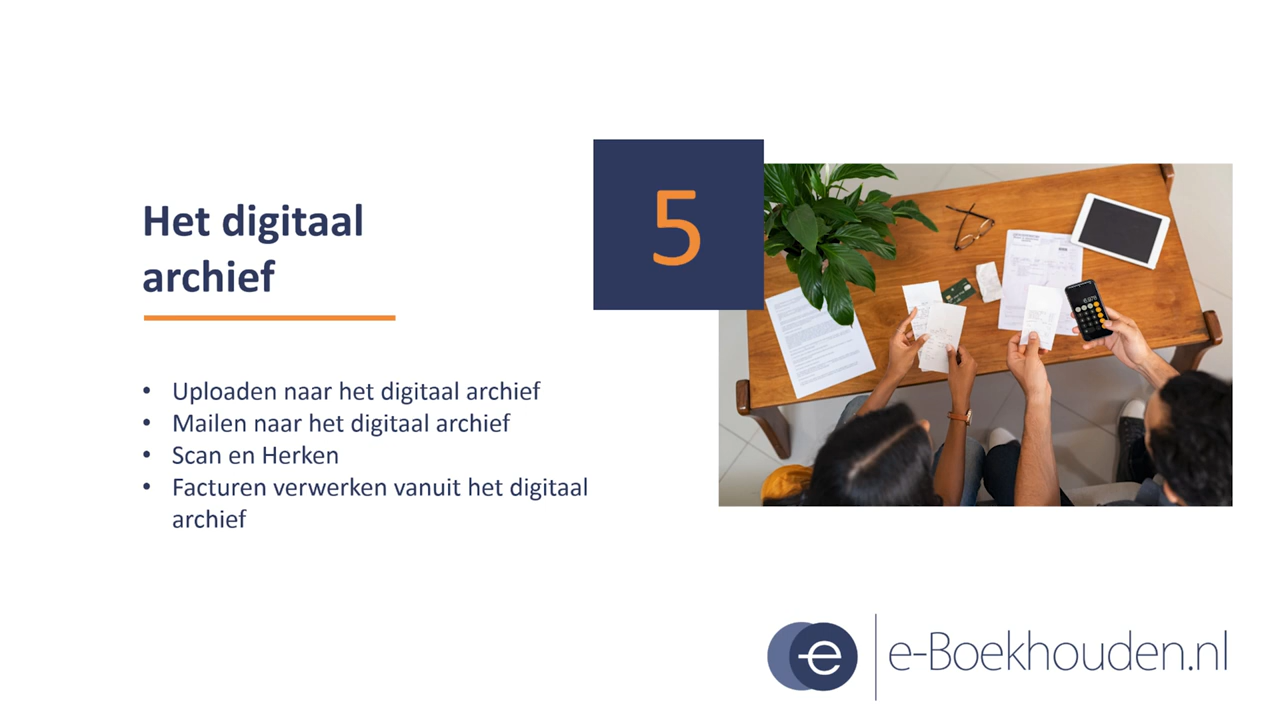 Het digitaal
archief
5
• Uploaden naar het digitaal archief
• Mailen naar het digitaal archief
• Scan en Herken
• Facturen verwerken vanuit het digitaal
archief
e e-Boekhouden.nl